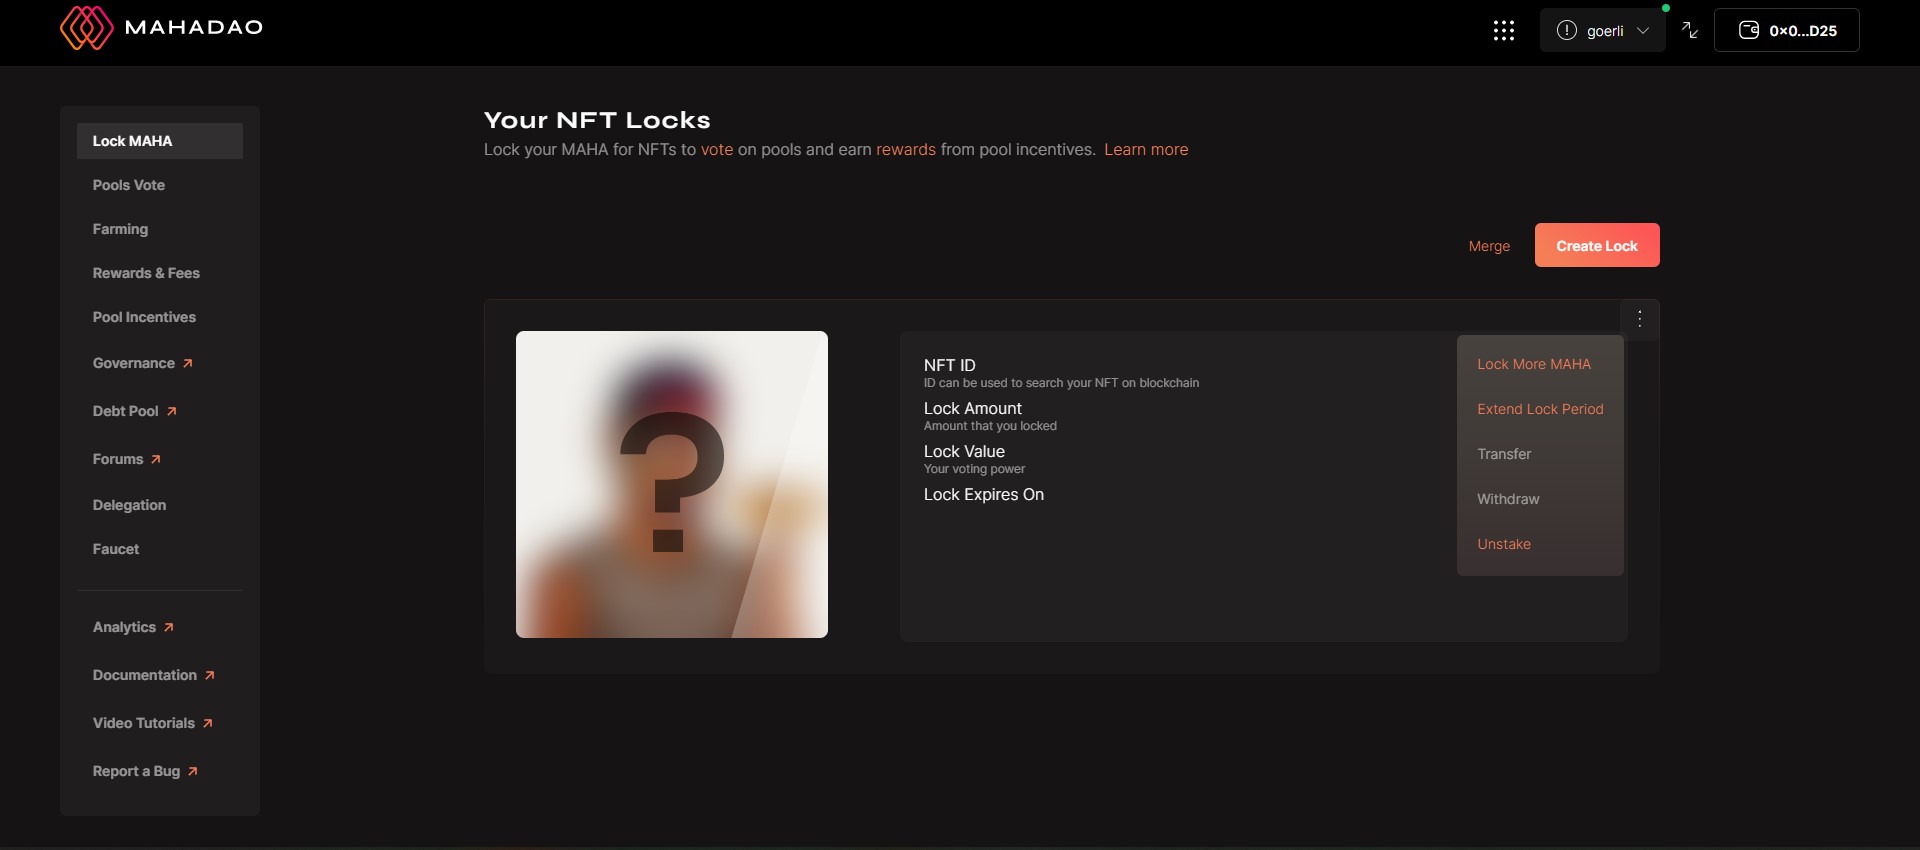 MAHADAO
goerli
0×0...D25
Lock MAHA
Pools Vote
Farming
Rewards & Fees
Pool Incentives
Governance
Debt Pool
Forums
Delegation
Faucet
Analytics
Documentation
Video Tutorials
Report a Bug
Your NFT Locks
Lock your MAHA for NFTs to vote on pools and earn rewards from pool incentives. Learn more
Merge
Create Lock
?
NFT ID
ID can be used to search your NFT on blockchain
Lock Amount
Amount that you locked
Lock Value
Your voting power
Lock Expires On
Lock More MAHA
Extend Lock Period
Transfer
Withdraw
Unstake